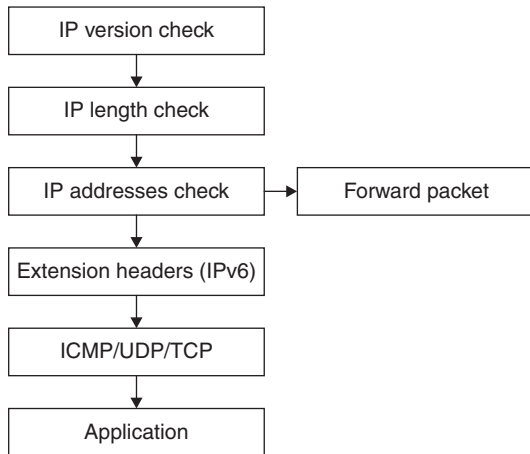 IP version check
IP length check
IP addresses check
Forward packet
Extension headers (IPv6)
ICMP/UDP/TCP
Application